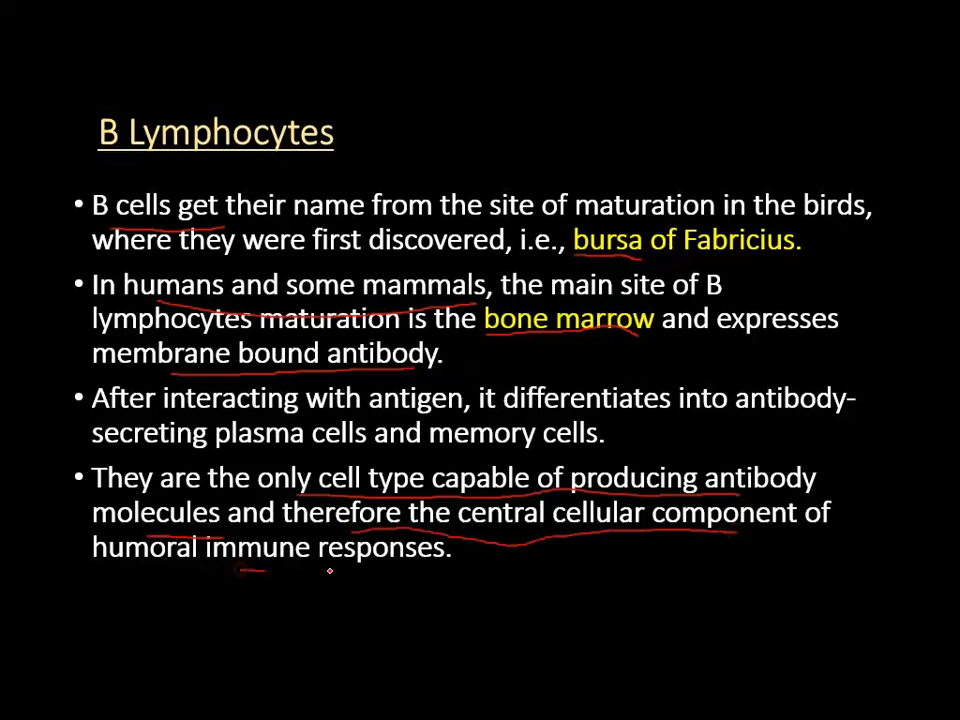 B Lymphocytes
• B cells get their name from the site of maturation in the birds,
where they were first discovered, i.e., bursa of Fabricius.
• In humans and some mammals, the main site of B
lymphocytes maturation is the bone marrow and expresses
membrane bound antibody.
• After interacting with antigen, it differentiates into antibody-
secreting plasma cells and memory cells.
• They are the only cell type capable of producing antibody
molecules and therefore the central cellular component of
humoral immune responses.